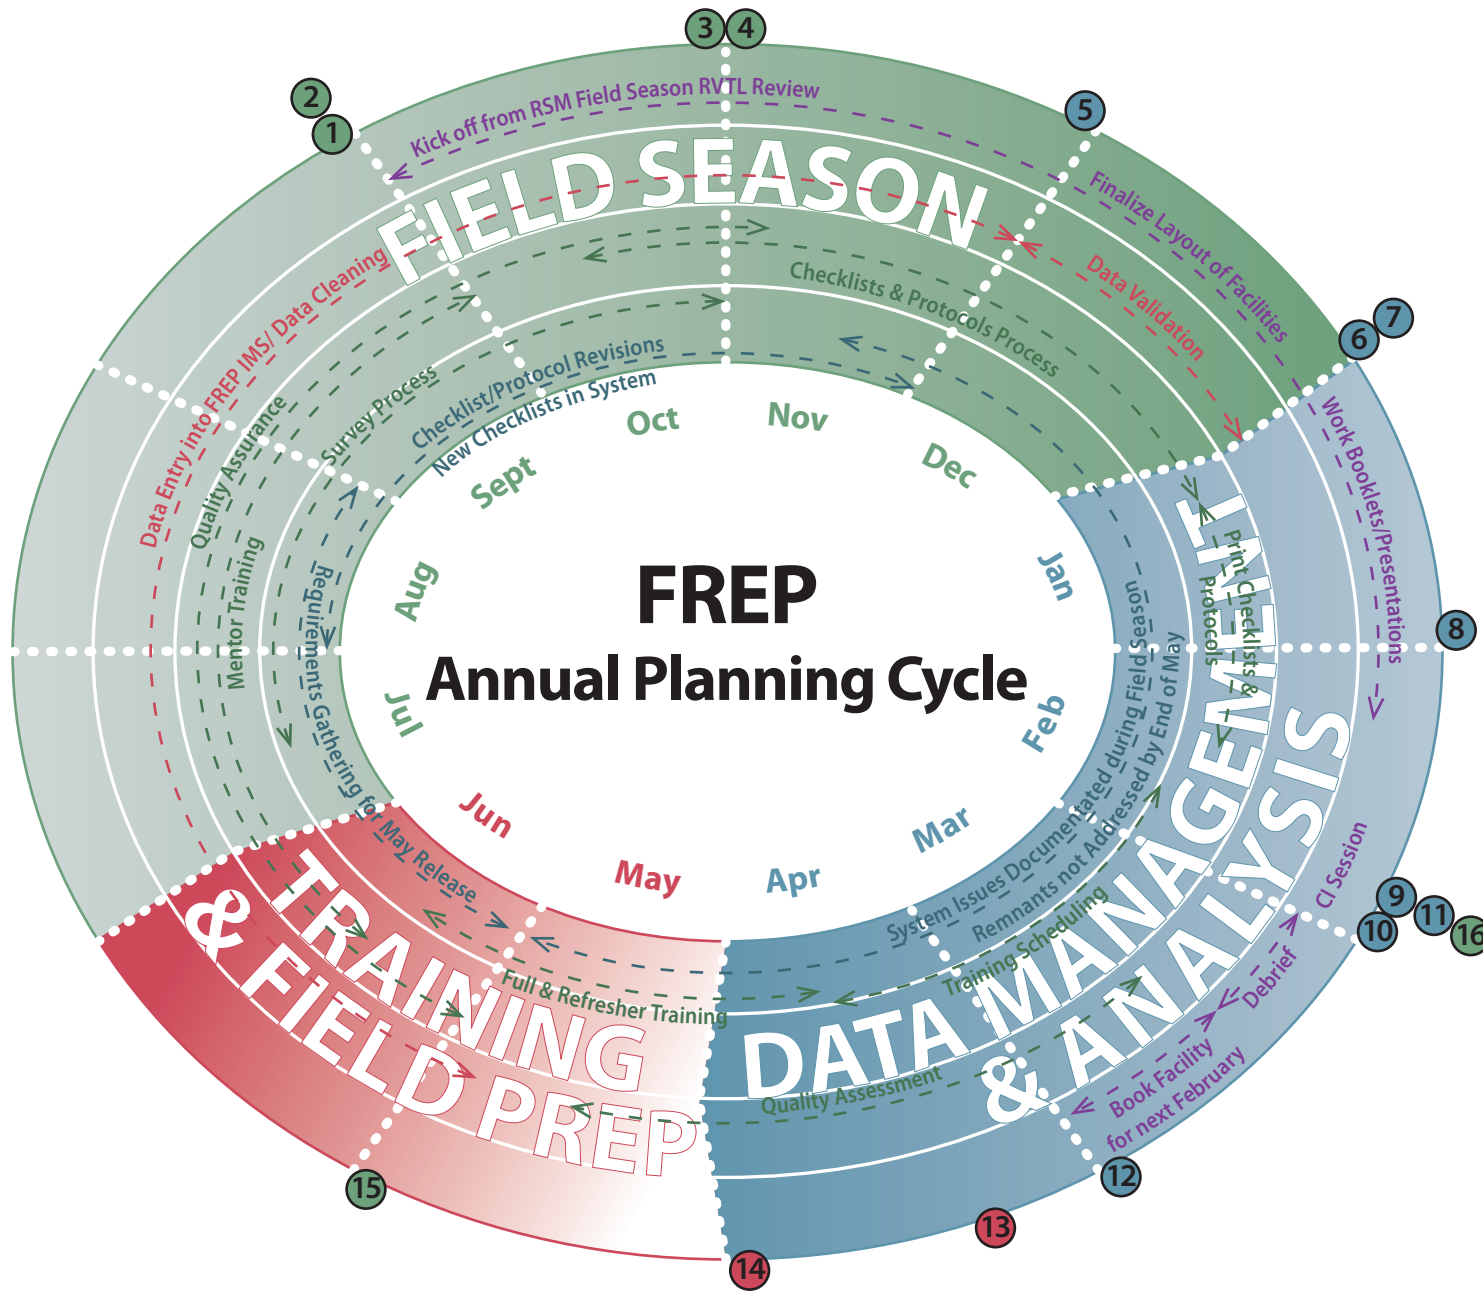 3
4
2
1
5
7
6
8
9
11
10
16
12
13
14
15
Kick off from RSM Field Season RVTL Review
FIELD SEASON
Finalize Layout of Facilities
Data Validation
Checklists & Protocols Process
Data Entry into FREP IMS/ Data Cleaning
Quality Assurance
Survey Process
Checklist/Protocol Revisions
New Checklists in System
Mentor Training
Requirements Gathering for May Release
Oct
Nov
Sept
Dec
Aug
Jan
Jul
Feb
Jun
Mar
May
Apr
FREP
Annual Planning Cycle
Work Booklets/Presentations
Print Checklists &
Protocols
System Issues Documentated during Field Season
Remnants not Addressed by End of May
Training Scheduling
CI Session
Debrief
Book Facility
for next February
DATA MANAGEMENT
& ANALYSIS
Quality Assessment
Full & Refresher Training
TRAINING
& FIELD PREP